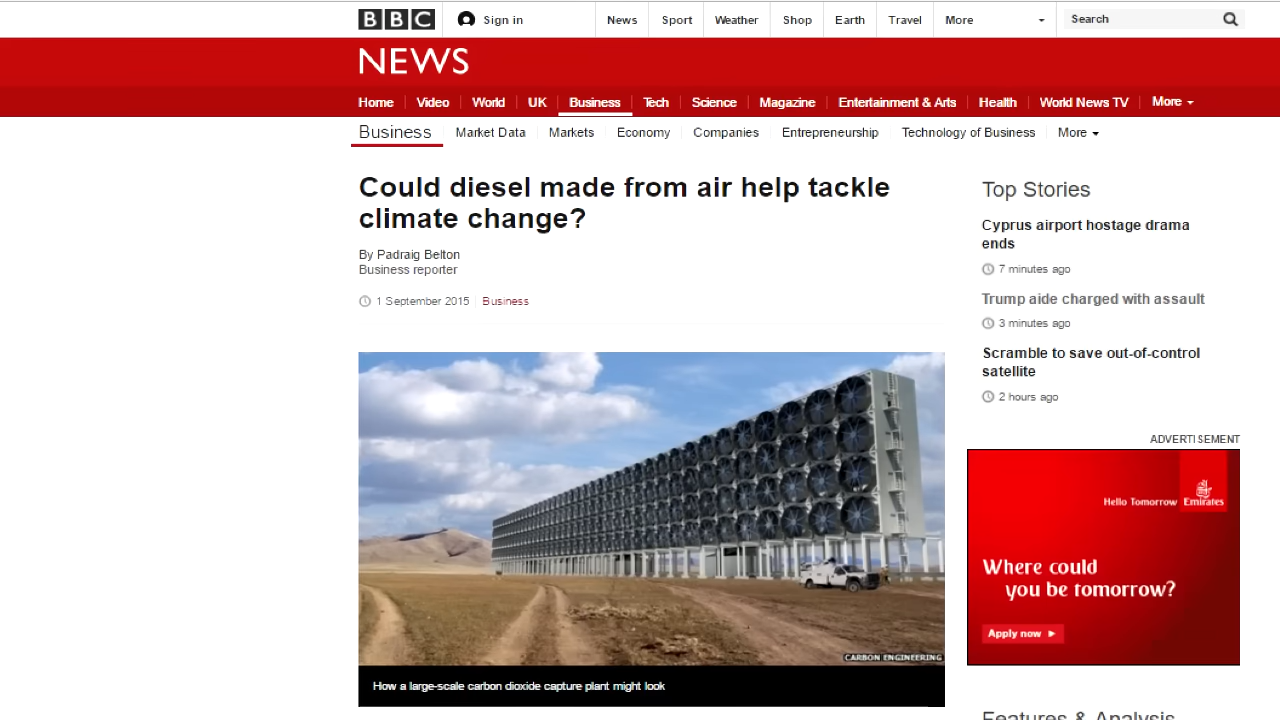 BBC
Sign in
News
Sport
Weather
Shop
Earth
Travel
More
Search
NEWS
Home
Video
World
UK
Business
Tech
Science
Magazine
Entertainment & Arts
Health
World News TV
More
Business
Market Data
Markets
Economy
Companies
Entrepreneurship
Technology of Business
More
Could diesel made from air help tackle
climate change?
By Padraig Belton
Business reporter
1 September 2015
Business
CARBON ENGINEERING
How a large-scale carbon dioxide capture plant might look
Top Stories
Cyprus airport hostage drama
ends
7 minutes ago
Trump aide charged with assault
3 minutes ago
Scramble to save out-of-control
satellite
2 hours ago
ADVERTISEMENT
Hello Tomorrow
Emirates
Where could
you be tomorrow?
Apply now
Features & Analysis